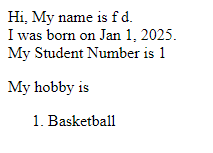 Hi, My name is f d.
I was born on Jan 1, 2025.
My Student Number is 1
My hobby is
1. Basketball